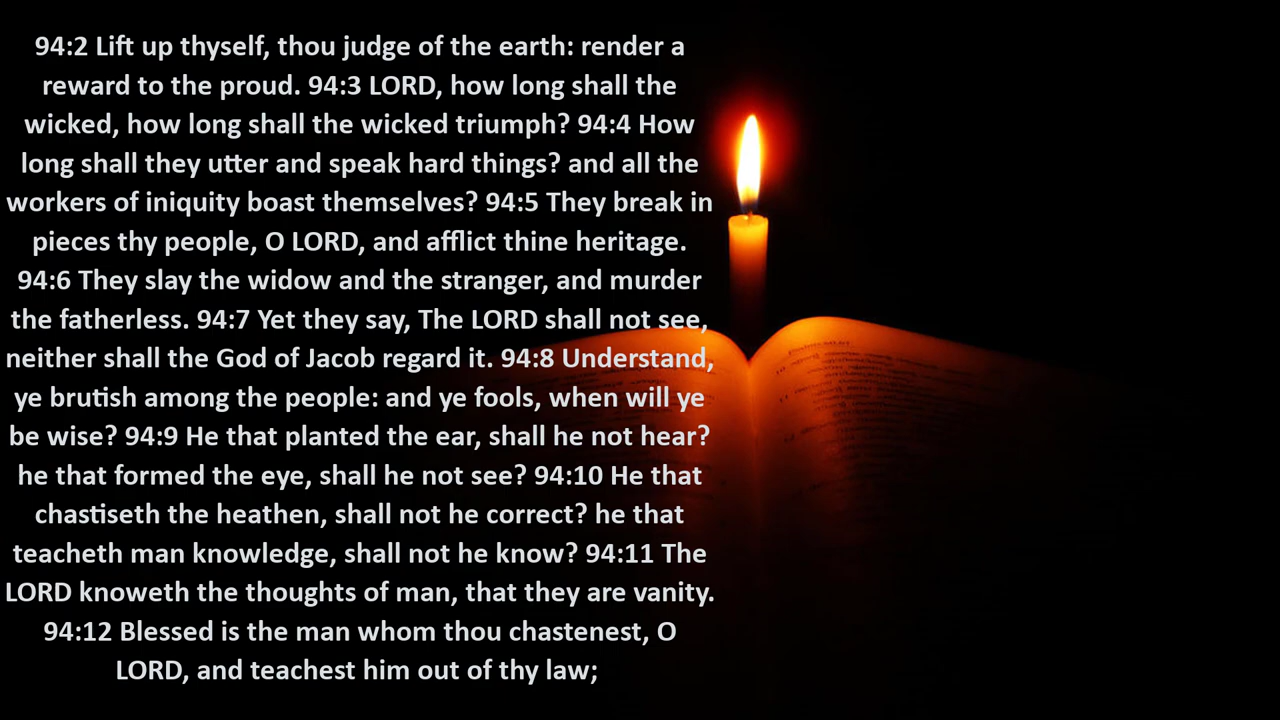 94:2 Lift up thyself, thou judge of the earth: render a
reward to the proud. 94:3 LORD, how long shall the
wicked, how long shall the wicked triumph? 94:4 How
long shall they utter and speak hard things? and all the
workers of iniquity boast themselves? 94:5 They break in
pieces thy people, O LORD, and afflict thine heritage.
94:6 They slay the widow and the stranger, and murder
the fatherless. 94:7 Yet they say, The LORD shall not see,
neither shall the God of Jacob regard it. 94:8 Understand,
ye brutish among the people: and ye fools, when will ye
be wise? 94:9 He that planted the ear, shall he not hear?
he that formed the eye, shall he not see? 94:10 He that
chastiseth the heathen, shall not he correct? he that
teacheth man knowledge, shall not he know? 94:11 The
LORD knoweth the thoughts of man, that they are vanity.
94:12 Blessed is the man whom thou chastenest, O
LORD, and teachest him out of thy law;